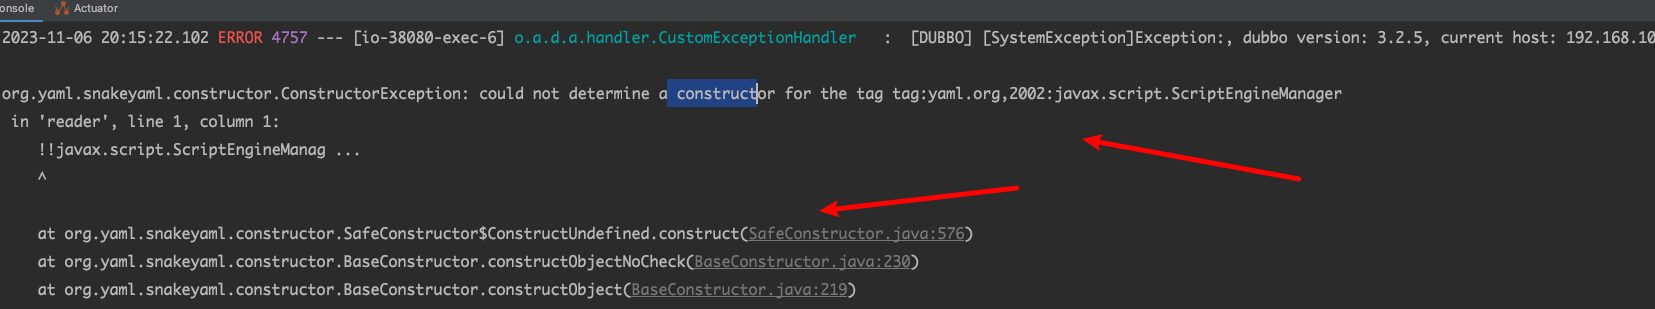 onsole Actuator
2023-11-06 20:15:22.102 ERROR 4757 --- [io-38080-exec-6] o.a.d.a.handler.CustomExceptionHandler : [DUBBO] [SystemException]Exception:, dubbo version: 3.2.5, current host: 192.168.10
org.yaml.snakeyaml.constructor.ConstructorException: could not determine a constructor for the tag tag:yaml.org,2002:javax.script.ScriptEngineManager
in 'reader', line 1, column 1:
!!javax.script.ScriptEngineManag ...
^
at org.yaml.snakeyaml.constructor.SafeConstructor$ConstructUndefined.construct(SafeConstructor.java:576)
at org.yaml.snakeyaml.constructor.BaseConstructor.constructObjectNoCheck(BaseConstructor.java:230)
at org.yaml.snakeyaml.constructor.BaseConstructor.constructObject(BaseConstructor.java:219)